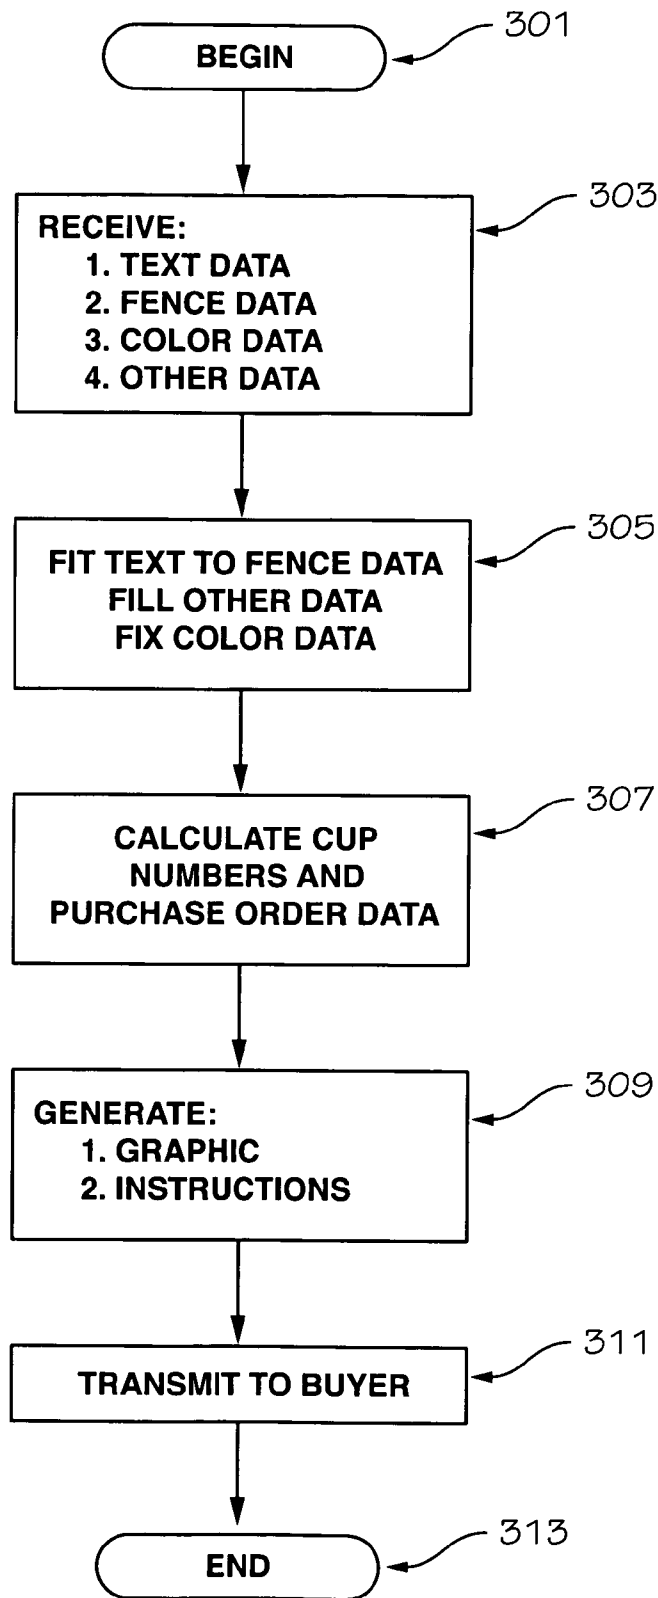 BEGIN
301
RECEIVE:
1. TEXT DATA
2. FENCE DATA
3. COLOR DATA
4. OTHER DATA
303
FIT TEXT TO FENCE DATA
FILL OTHER DATA
FIX COLOR DATA
305
CALCULATE CUP
NUMBERS AND
PURCHASE ORDER DATA
307
GENERATE:
1. GRAPHIC
2. INSTRUCTIONS
309
TRANSMIT TO BUYER
311
END
313